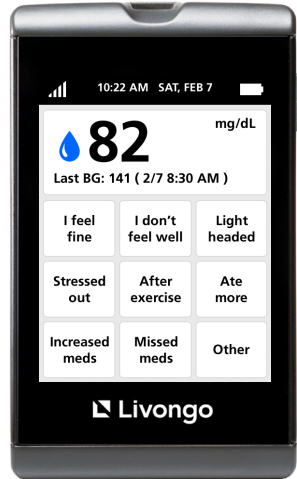 10:22 AM SAT, FEB 7
82 mg/dL
Last BG: 141 ( 2/7 8:30 AM )
I feel
fine
I don't
feel well
Light
headed
Stressed
out
After
exercise
Ate
more
Increased
meds
Missed
meds
Other
Livongo